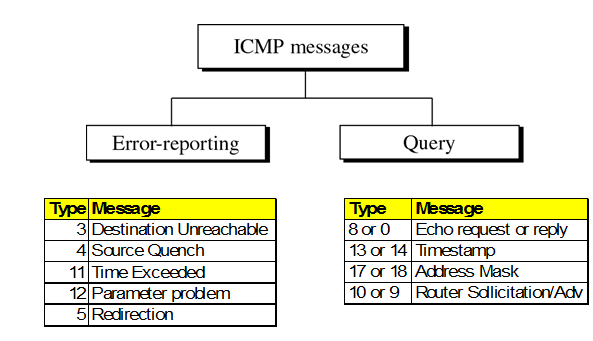 ICMP messages
Error-reporting
Query
Type Message
3 Destination Unreachable
4 Source Quench
11 Time Exceeded
12 Parameter problem
5 Redirection
Type Message
8 or 0 Echo request or reply
13 or 14 Timestamp
17 or 18 Address Mask
10 or 9 Router Sollicitation/Adv